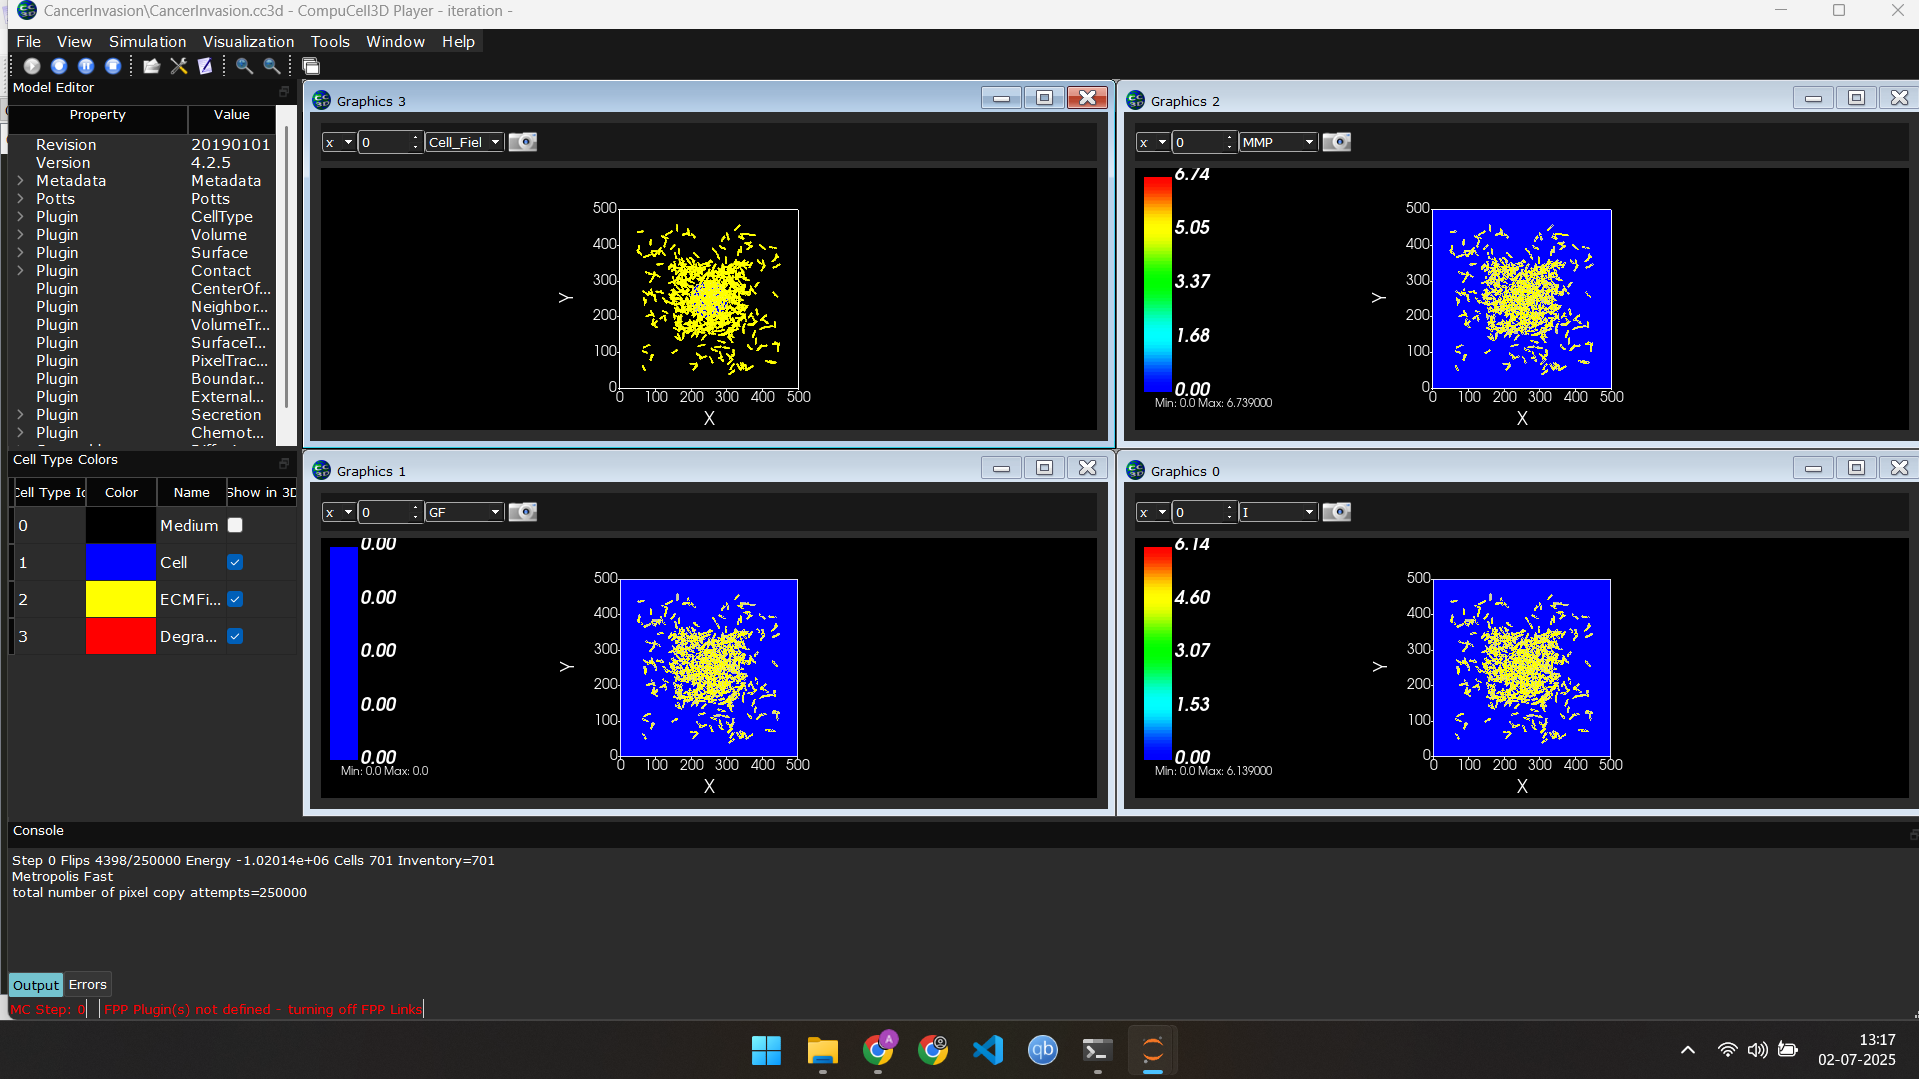 CancerInvasion\CancerInvasion.cc3d - CompuCell3D Player - iteration -
File View Simulation Visualization Tools Window Help
Model Editor
Property Value
Revision 20190101
Version 4.2.5
Metadata Metadata
Potts Potts
Plugin CellType
Plugin Volume
Plugin Surface
Plugin Contact
Plugin CenterOf...
Plugin Neighbor...
Plugin VolumeTr...
Plugin SurfaceT...
Plugin PixelTrac...
Plugin Boundar...
Plugin External...
Plugin Secretion
Plugin Chemot...
Cell Type Colors
Cell Type Id Color Name Show in 3D
0 Medium
1 Cell
2 ECMFi...
3 Degra...
Graphics 3
x 0 Cell_Fiel
500
400
300
200
100
0
Y
0 100 200 300 400 500
X
Graphics 2
x 0 MMP
6.74
5.05
3.37
1.68
0.00
Min: 0.0 Max: 6.739000
500
400
300
200
100
0
Y
0 100 200 300 400 500
X
Graphics 1
x 0 GF
0.00
0.00
0.00
0.00
0.00
Min: 0.0 Max: 0.0
500
400
300
200
100
0
Y
0 100 200 300 400 500
X
Graphics 0
x 0 I
6.14
4.60
3.07
1.53
0.00
Min: 0.0 Max: 6.139000
500
400
300
200
100
0
Y
0 100 200 300 400 500
X
Console
Step 0 Flips 4398/250000 Energy -1.02014e+06 Cells 701 Inventory=701
Metropolis Fast
total number of pixel copy attempts=250000
Output Errors
MC Step: 0 FPP Plugin(s) not defined - turning off FPP Links
A
qb
13:17
02-07-2025